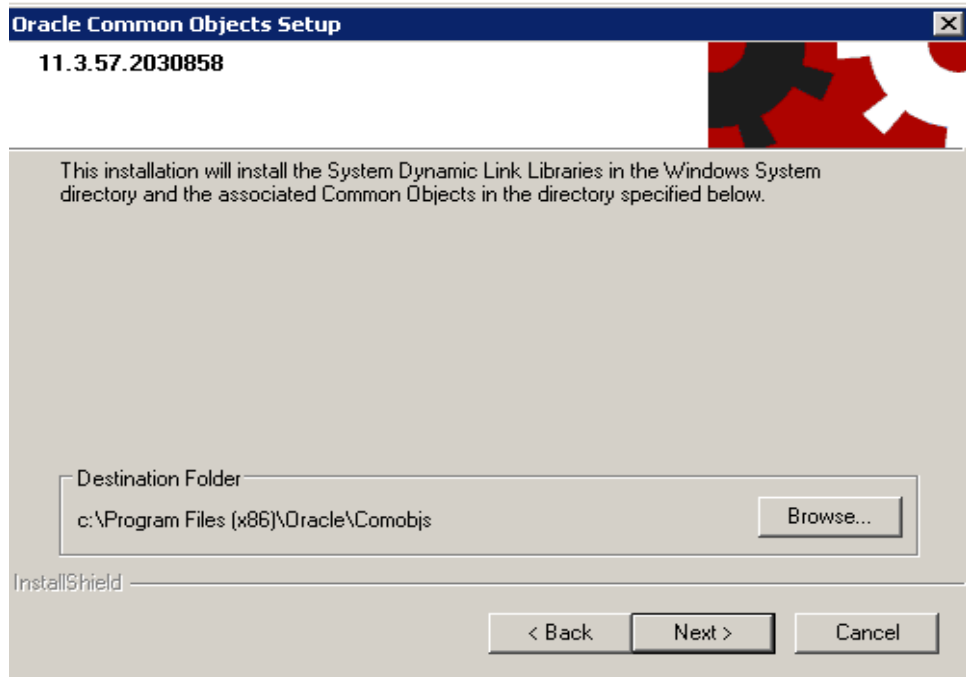 Oracle Common Objects Setup
11.3.57.2030858
This installation will install the System Dynamic Link Libraries in the Windows System
directory and the associated Common Objects in the directory specified below.
Destination Folder
c:\Program Files (x86)\Oracle\Comobjs
Browse...
InstallShield
< Back
Next >
Cancel